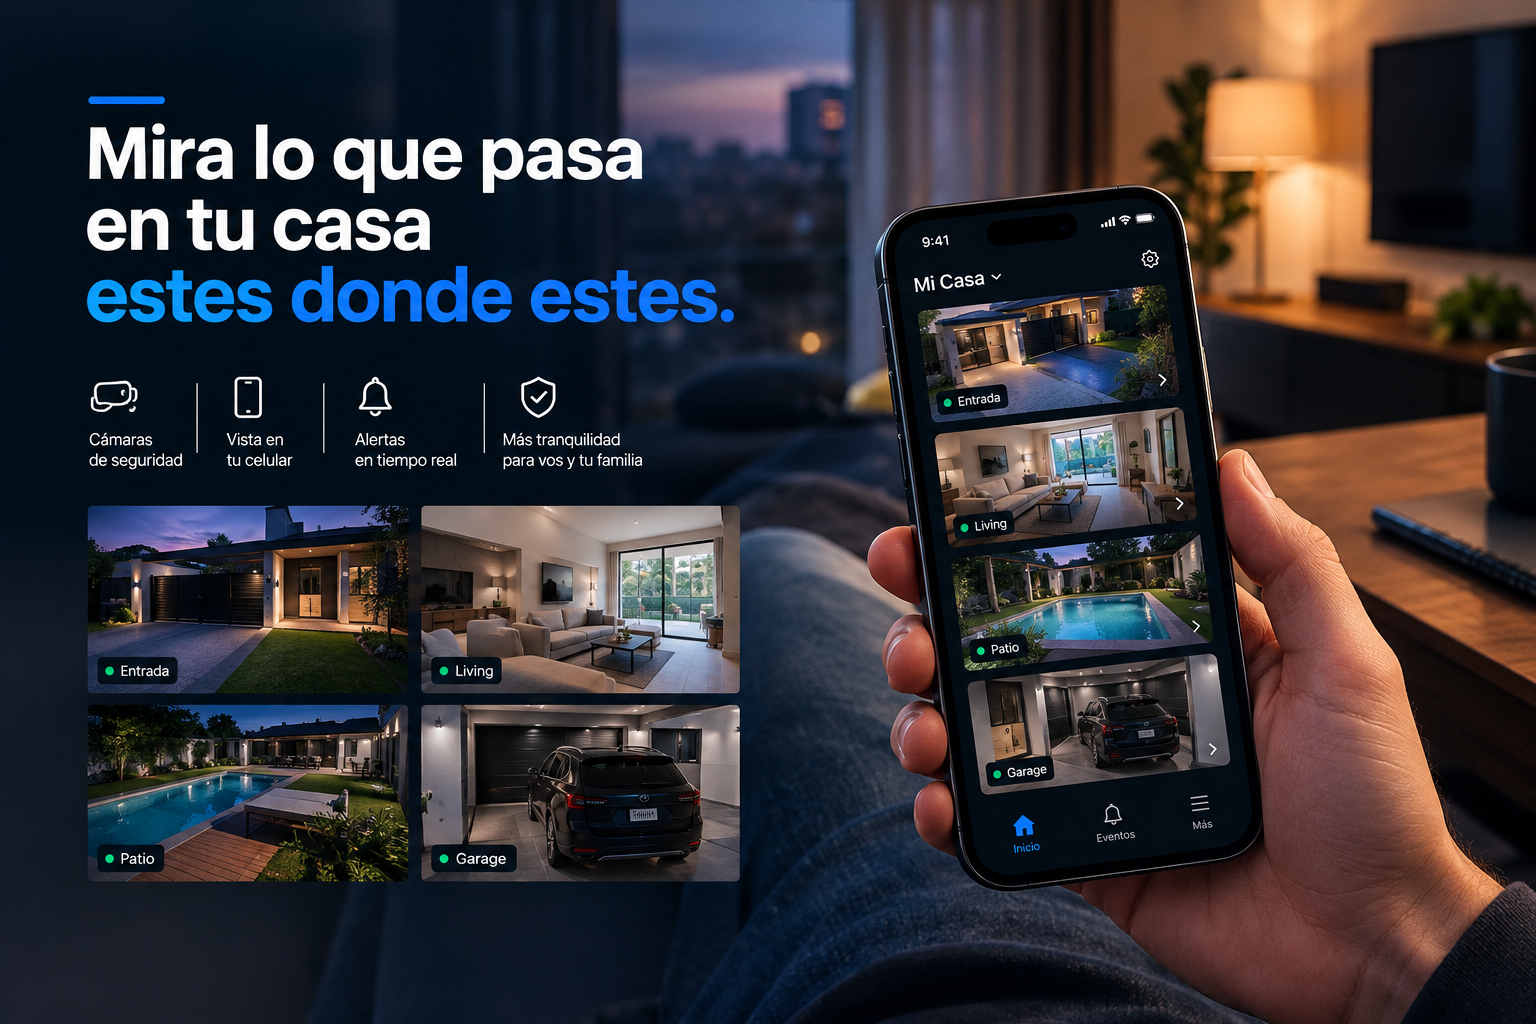 Mira lo que pasa
en tu casa
estes donde estes.
Cámaras
de seguridad
Vista en
tu celular
Alertas
en tiempo real
Más tranquilidad
para vos y tu familia
Entrada
Living
Patio
Garage
9:41
Mi Casa
Entrada
Living
Patio
Garage
Inicio
Eventos
Más